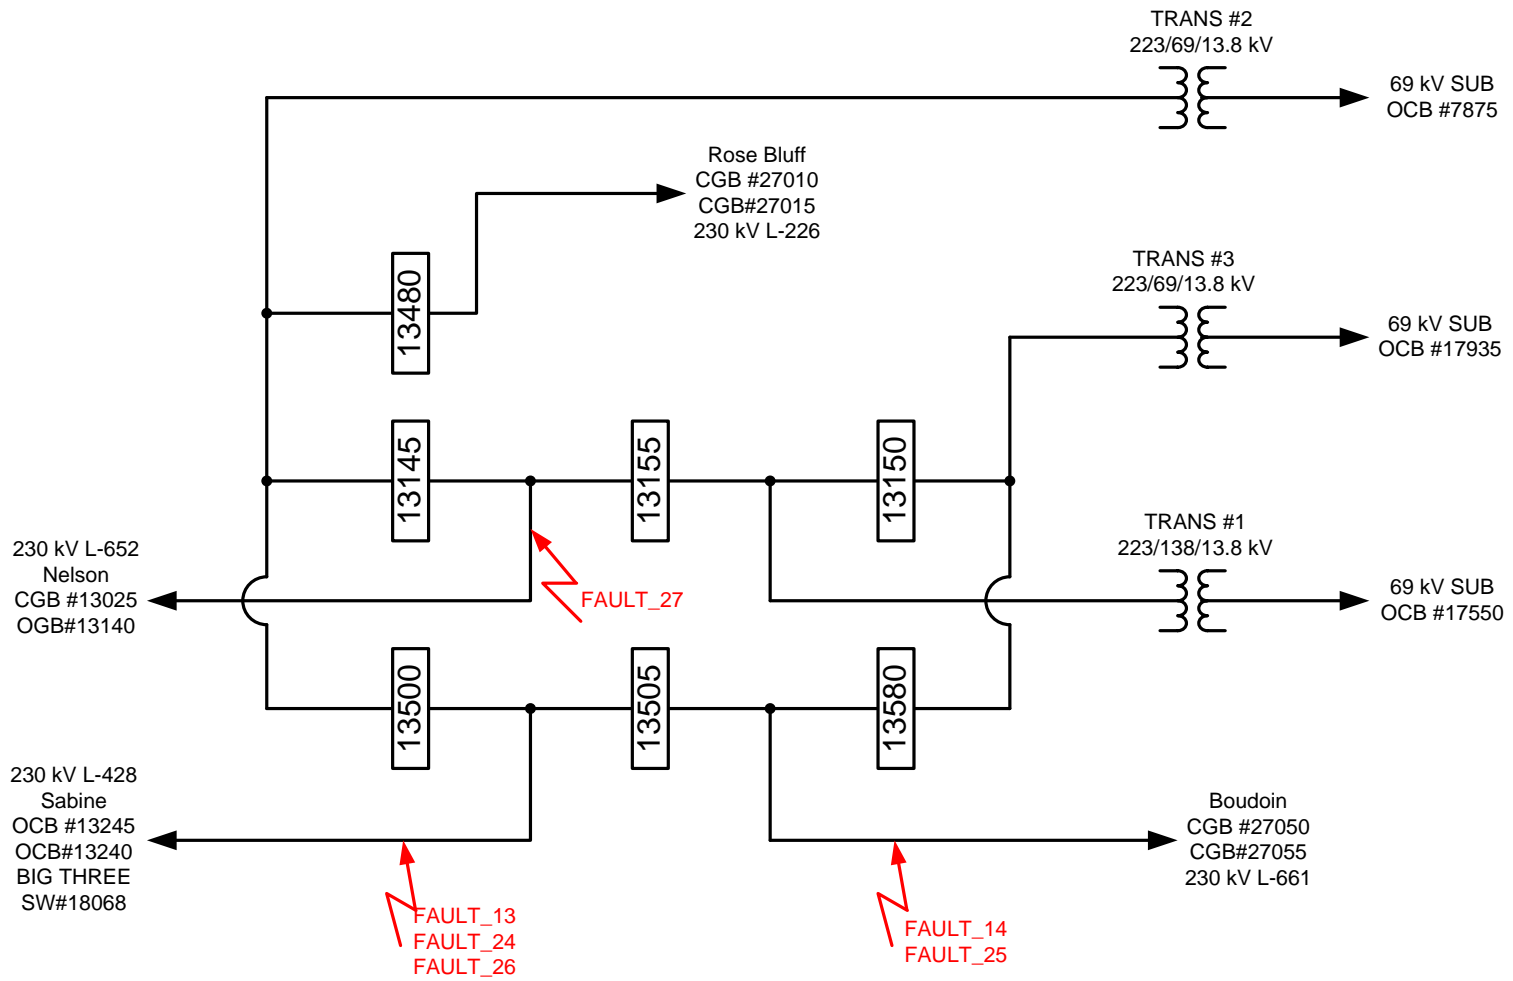 TRANS #2
223/69/13.8 kV
69 kV SUB
OCB #7875
Rose Bluff
CGB #27010
CGB#27015
230 kV L-226
TRANS #3
223/69/13.8 kV
69 kV SUB
OCB #17935
13480
13145
13155
13150
TRANS #1
223/138/13.8 kV
69 kV SUB
OCB #17550
230 kV L-652
Nelson
CGB #13025
OGB#13140
FAULT_27
13500
13505
13580
230 kV L-428
Sabine
OCB #13245
OCB#13240
BIG THREE
SW#18068
Boudoin
CGB #27050
CGB#27055
230 kV L-661
FAULT_13
FAULT_24
FAULT_26
FAULT_14
FAULT_25